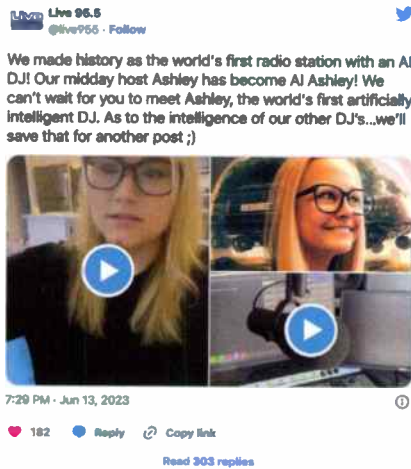 Live 95.5
@live955 · Follow
We made history as the world's first radio station with an AI
DJ! Our midday host Ashley has become AI Ashley! We
can't wait for you to meet Ashley, the world's first artificially
intelligent DJ. As to the intelligence of our other DJ's...we'll
save that for another post ;)
7:29 PM · Jun 13, 2023
182 Reply Copy link
Read 303 replies